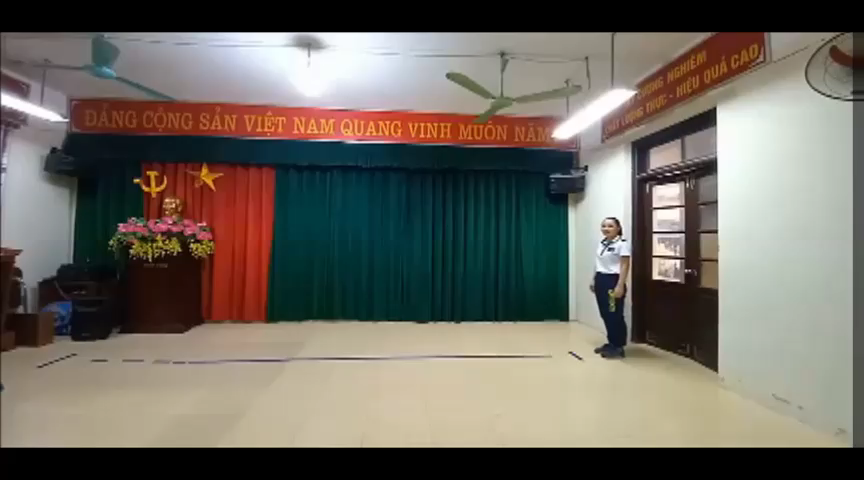 ĐẢNG CỘNG SẢN VIỆT NAM QUANG VINH MUÔN NĂM
NGHIÊM
CHẤT LƯỢNG THỰC - HIỆU QUẢ CAO